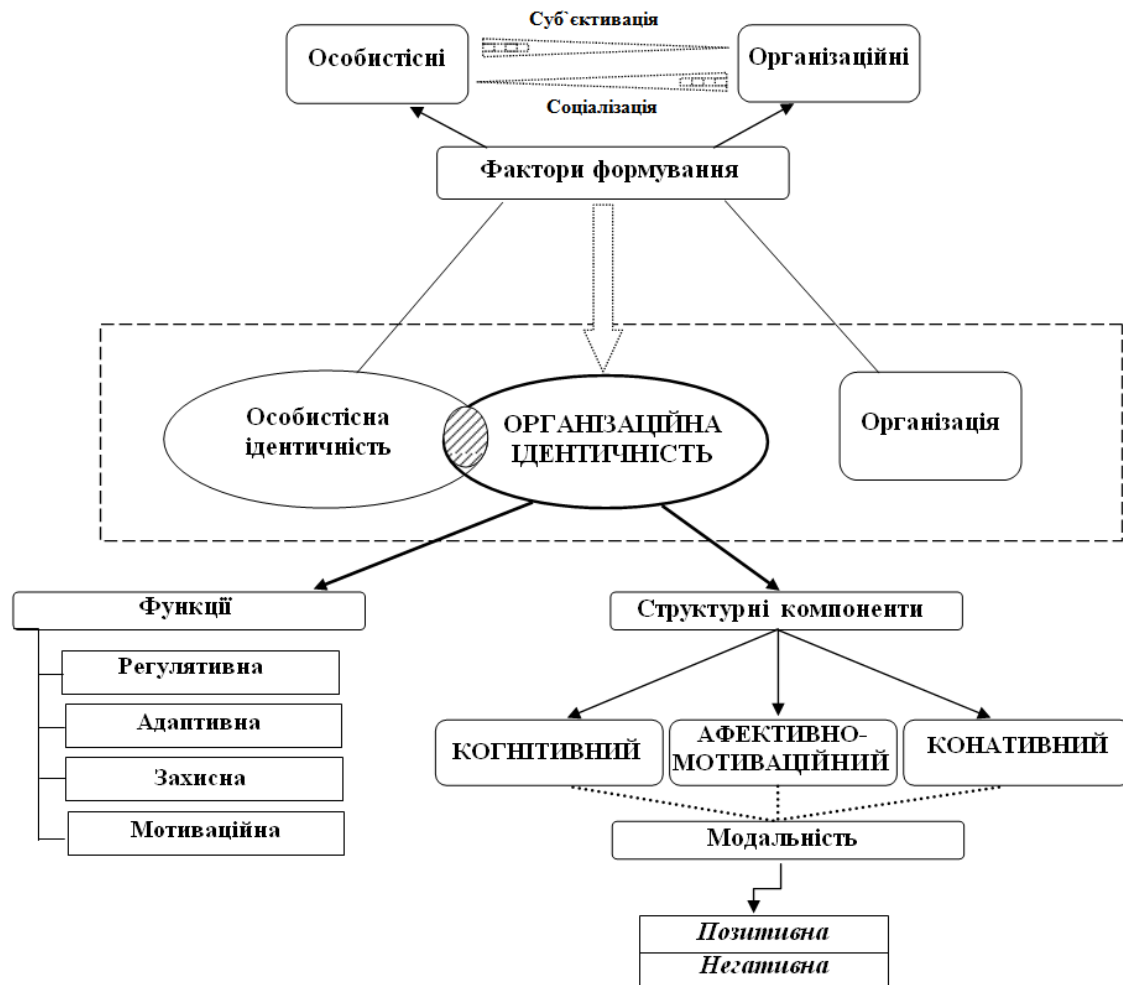 Суб`єктивація
Особистісні
Організаційні
Соціалізація
Фактори формування
Особистісна
ідентичність
ОРГАНІЗАЦІЙНА
ІДЕНТИЧНІСТЬ
Організація
Функції
Регулятивна
Адаптивна
Захисна
Мотиваційна
Структурні компоненти
КОГНІТИВНИЙ
АФЕКТИВНО-
МОТИВАЦІЙНИЙ
КОНАТИВНИЙ
Модальність
Позитивна
Негативна